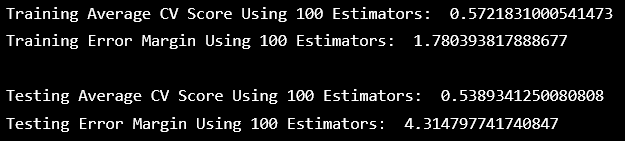 Training Average CV Score Using 100 Estimators:  0.5721831000541473
Training Error Margin Using 100 Estimators:  1.780393817888677
Testing Average CV Score Using 100 Estimators:  0.5389341250080808
Testing Error Margin Using 100 Estimators:  4.314797741740847